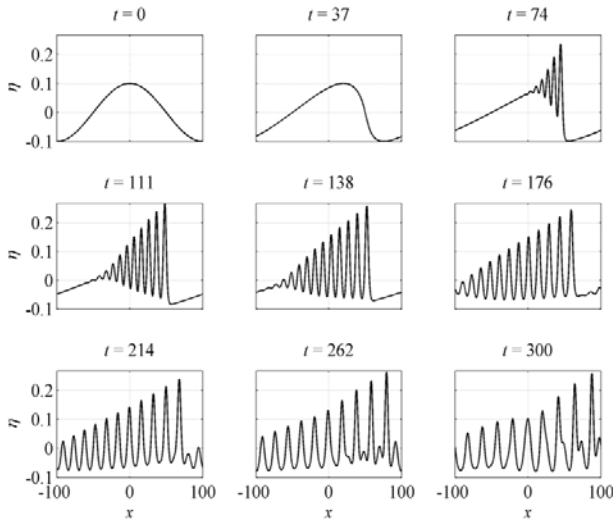 t = 0
t = 37
t = 74
0.2
0.1
0
-0.1
η
t = 111
t = 138
t = 176
0.2
0.1
0
-0.1
η
t = 214
t = 262
t = 300
0.2
0.1
0
-0.1
η
-100 0 100
-100 0 100
-100 0 100
x
x
x